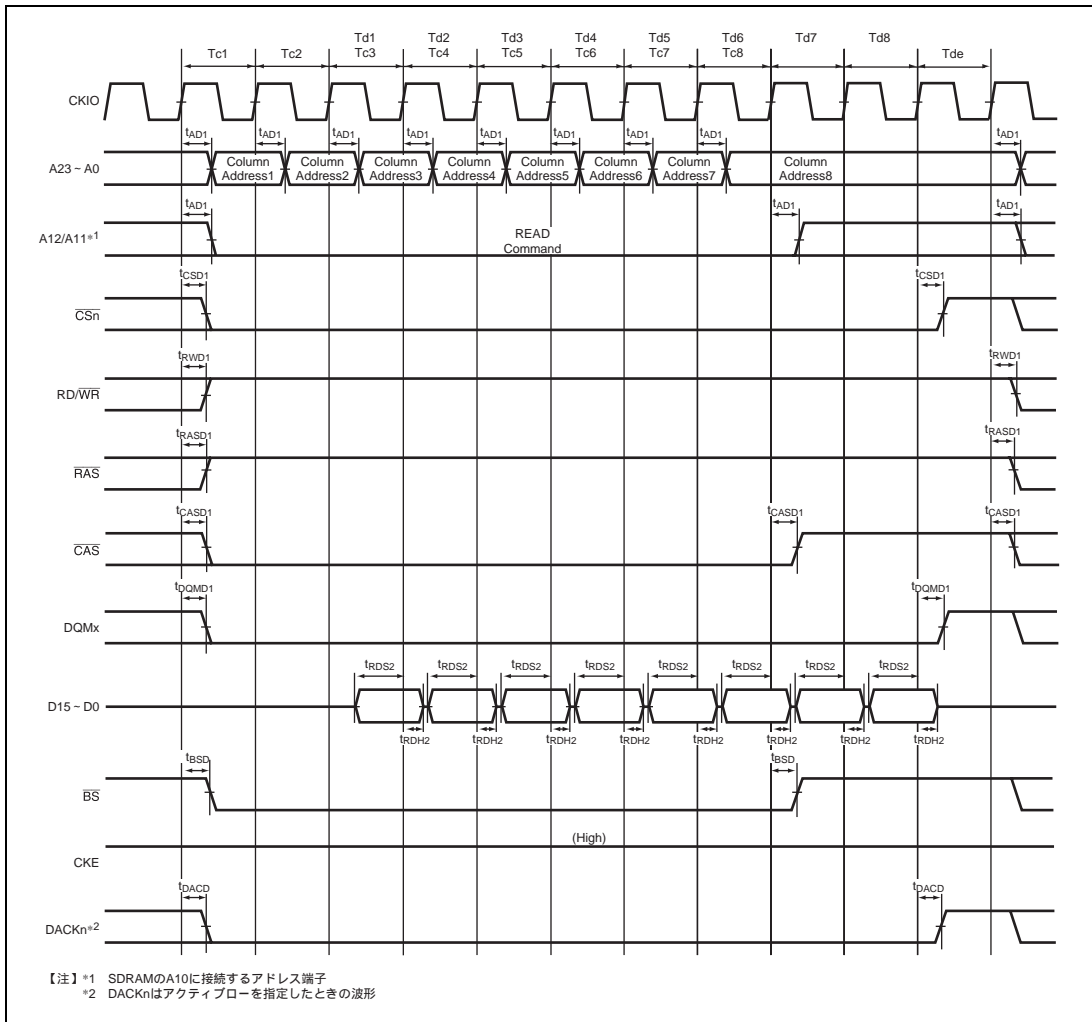 Td1 Td2 Td3 Td4 Td5 Td6
Tc1 Tc2 Tc3 Tc4 Tc5 Tc6 Tc7 Tc8 Td7 Td8 Tde
CKIO
tAD1 tAD1 tAD1 tAD1 tAD1 tAD1 tAD1 tAD1 tAD1
A23 ~ A0
Column Address1
Column Address2
Column Address3
Column Address4
Column Address5
Column Address6
Column Address7
Column Address8
tAD1 tAD1 tAD1
A12/A11*1
READ
Command
tCSD1 tCSD1
CSn
tRWD1 tRWD1
RD/WR
tRASD1 tRASD1
RAS
tCASD1 tCASD1 tCASD1
CAS
tDQMD1 tDQMD1
DQMx
tRDS2 tRDS2 tRDS2 tRDS2 tRDS2 tRDS2 tRDS2 tRDS2
D15 ~ D0
tRDH2 tRDH2 tRDH2 tRDH2 tRDH2 tRDH2 tRDH2 tRDH2
tBSD tBSD
BS
(High)
CKE
tDACD tDACD
DACKn*2
【注】*1 SDRAMのA10に接続するアドレス端子
*2 DACKnはアクティブローを指定したときの波形